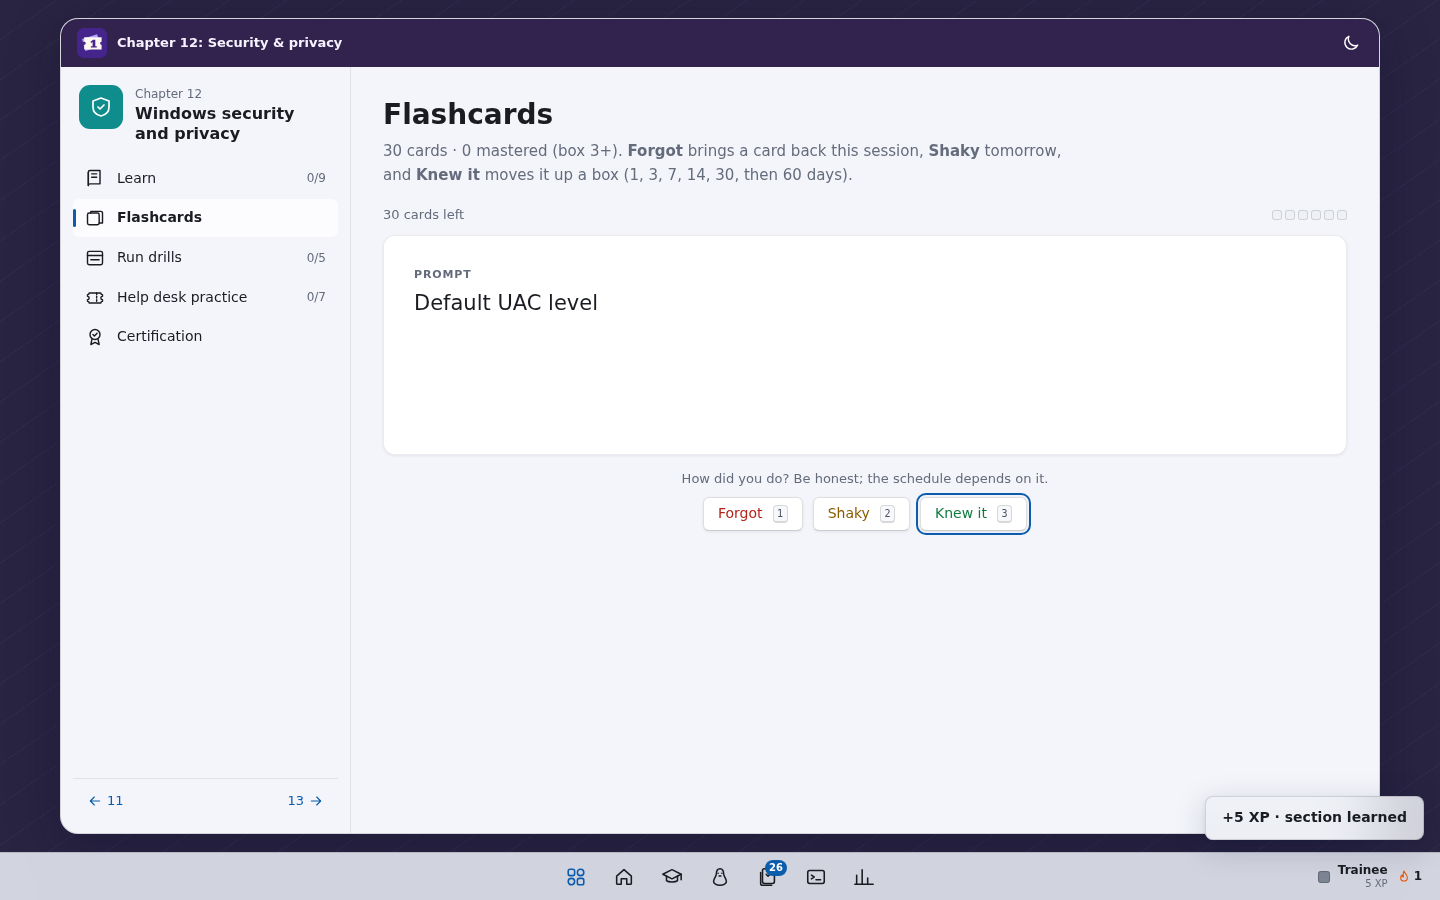 1
Chapter 12: Security & privacy
Chapter 12
Windows security
and privacy
Learn 0/9
Flashcards
Run drills 0/5
Help desk practice 0/7
Certification
← 11 13 →
Flashcards
30 cards · 0 mastered (box 3+). Forgot brings a card back this session, Shaky tomorrow,
and Knew it moves it up a box (1, 3, 7, 14, 30, then 60 days).
30 cards left
PROMPT
Default UAC level
How did you do? Be honest; the schedule depends on it.
Forgot 1 Shaky 2 Knew it 3
+5 XP · section learned
26
Trainee
5 XP
1